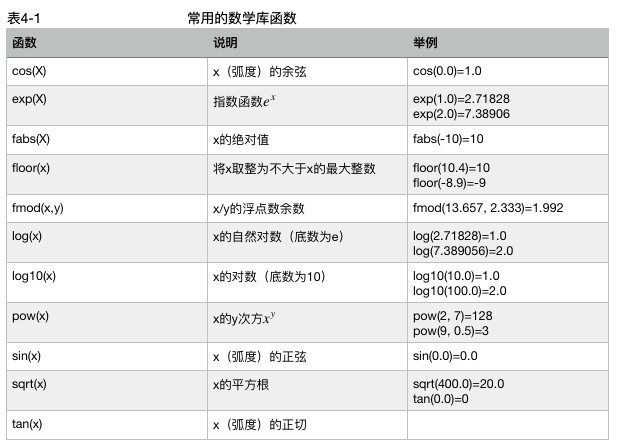 表4-1 常用的数学库函数
函数 说明 举例
cos(X) x（弧度）的余弦 cos(0.0)=1.0
exp(X) 指数函数e^x exp(1.0)=2.71828
exp(2.0)=7.38906
fabs(X) x的绝对值 fabs(-10)=10
floor(x) 将x取整为不大于x的最大整数 floor(10.4)=10
floor(-8.9)=-9
fmod(x,y) x/y的浮点数余数 fmod(13.657, 2.333)=1.992
log(x) x的自然对数（底数为e） log(2.71828)=1.0
log(7.389056)=2.0
log10(x) x的对数（底数为10） log10(10.0)=1.0
log10(100.0)=2.0
pow(x) x的y次方x^y pow(2, 7)=128
pow(9, 0.5)=3
sin(x) x（弧度）的正弦 sin(0.0)=0.0
sqrt(x) x的平方根 sqrt(400.0)=20.0
tan(0.0)=0
tan(x) x（弧度）的正切